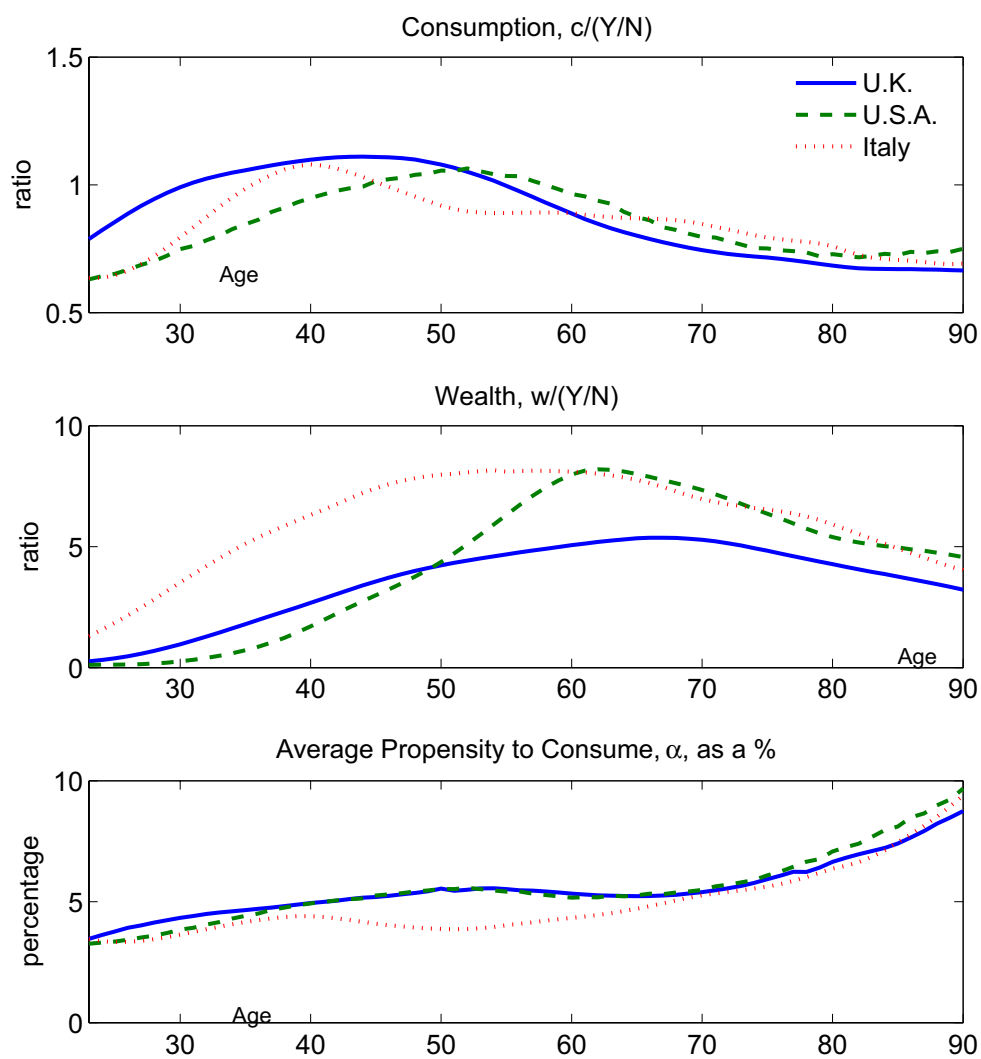 Consumption, c/(Y/N)
1.5
1
0.5
ratio
U.K.
U.S.A.
Italy
Age
30 40 50 60 70 80 90
Wealth, w/(Y/N)
10
5
0
ratio
Age
30 40 50 60 70 80 90
Average Propensity to Consume, α, as a %
10
5
0
percentage
Age
30 40 50 60 70 80 90